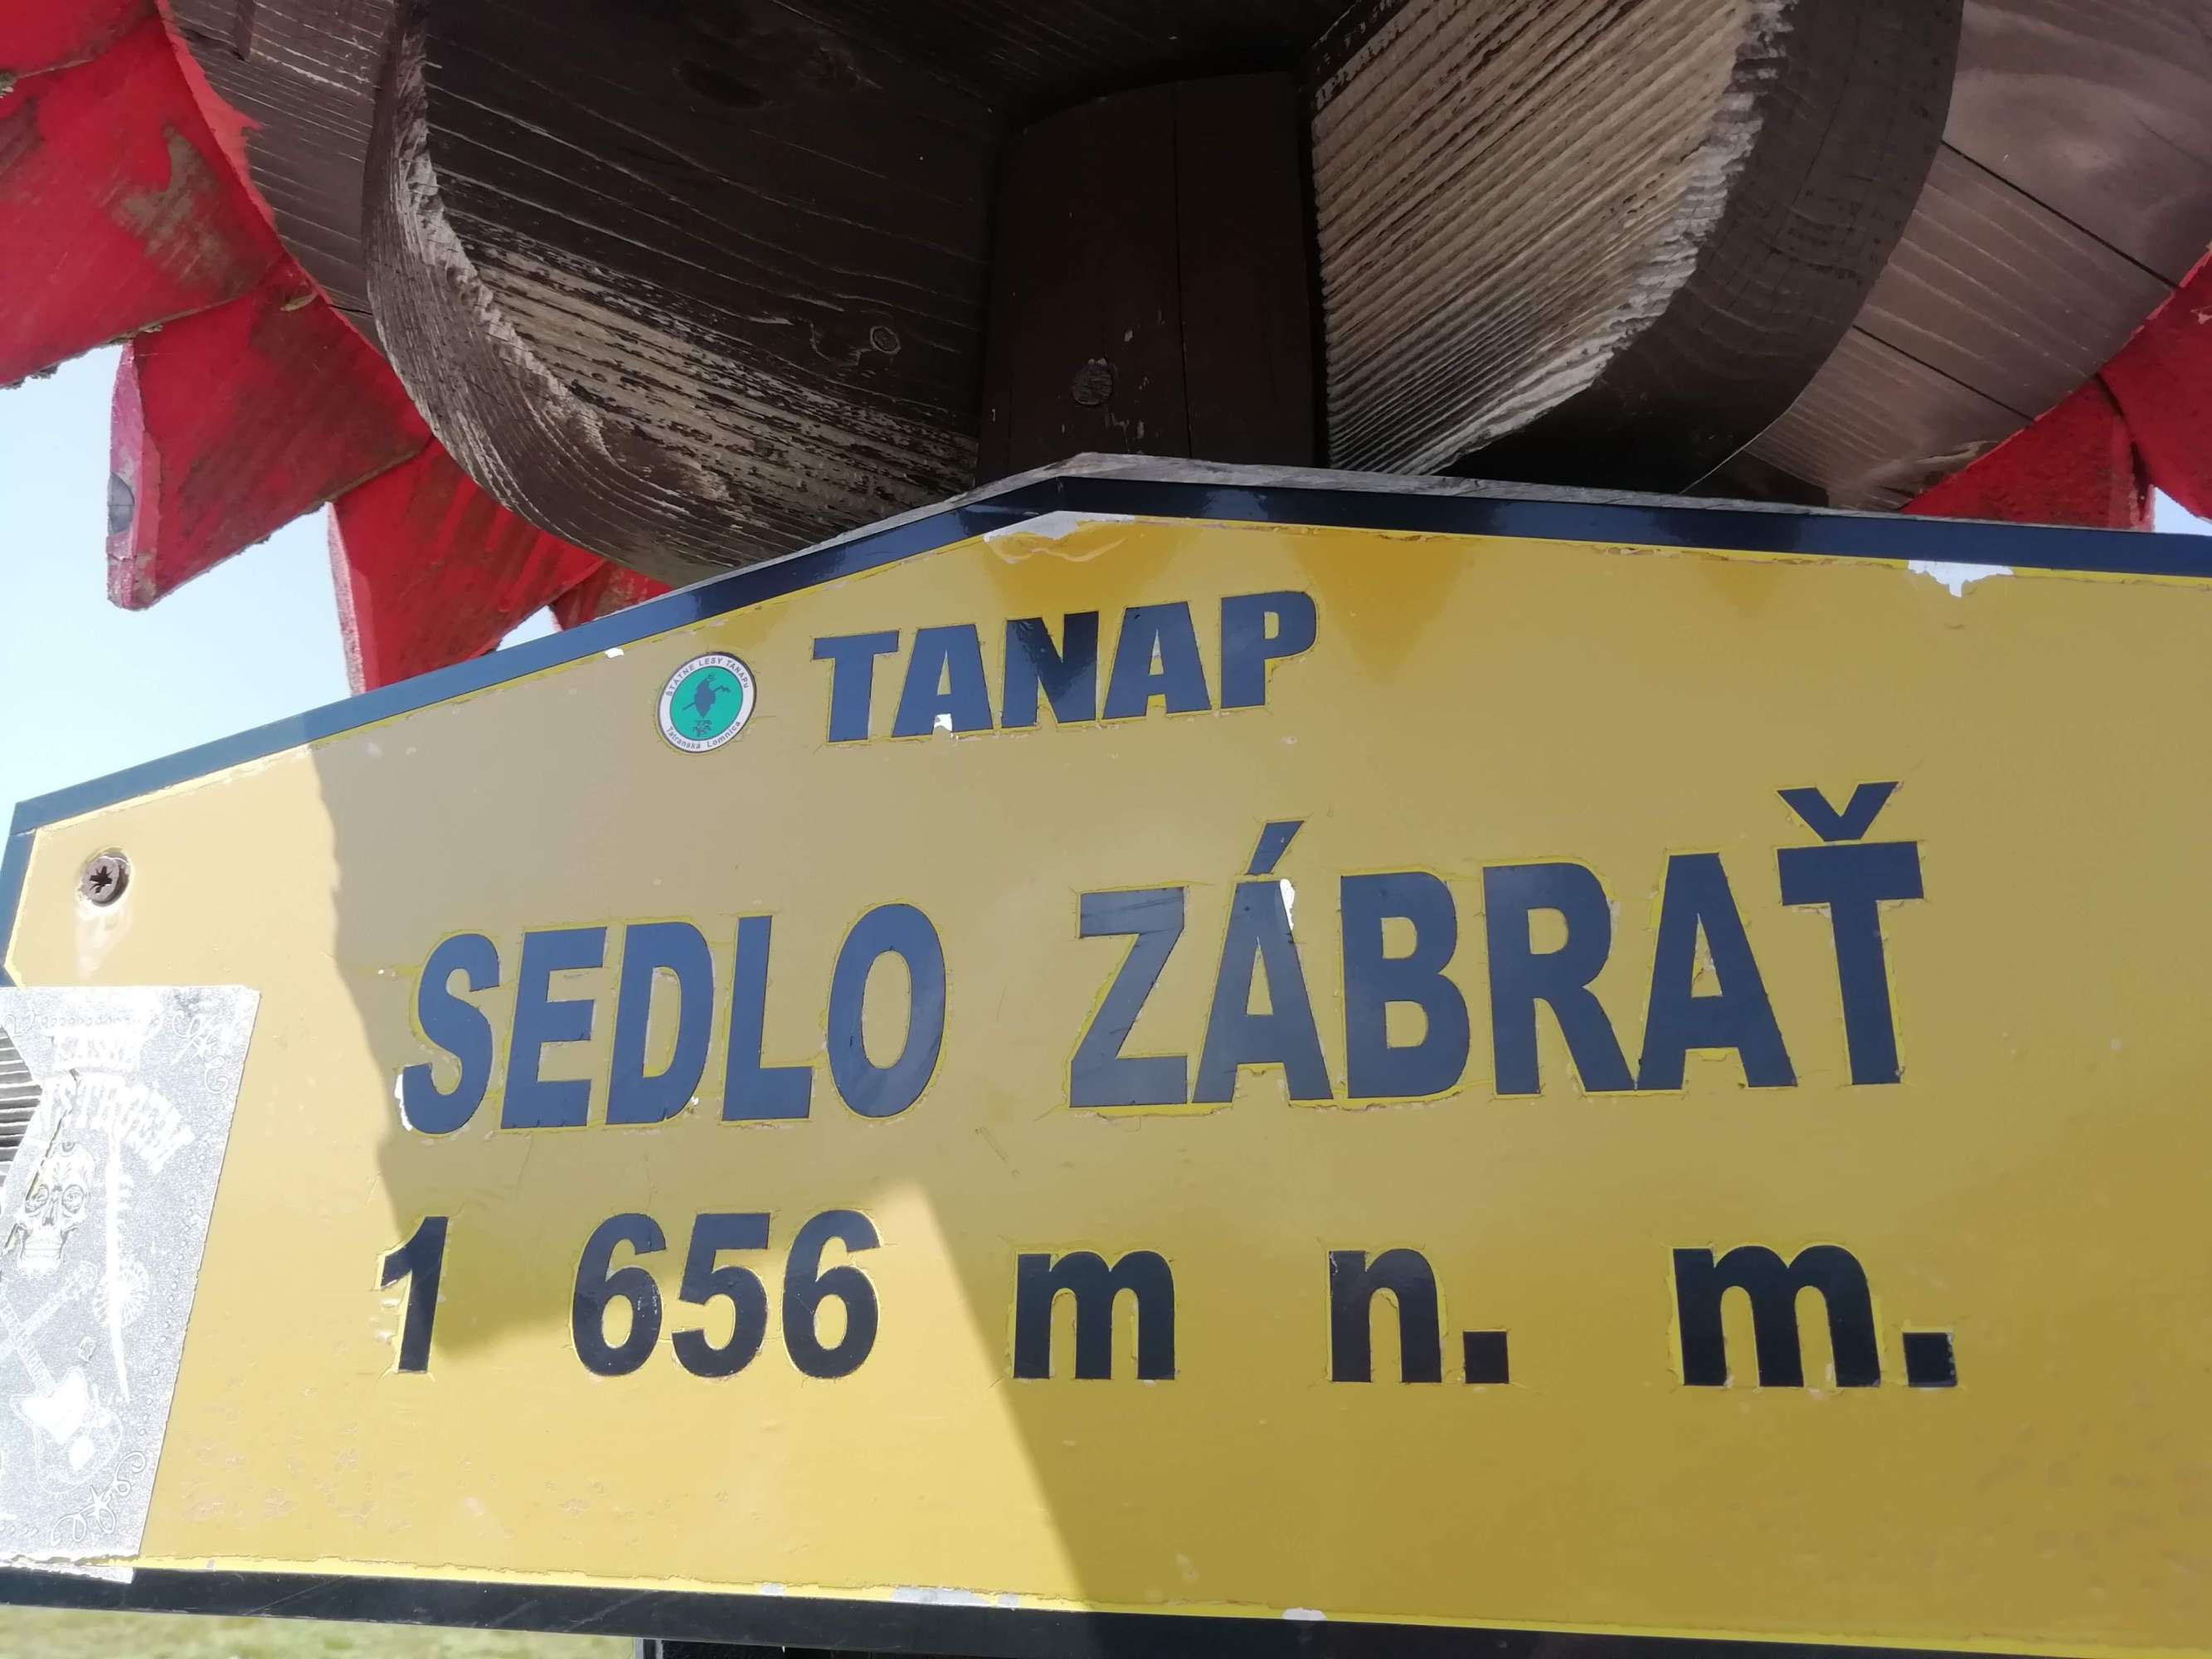 TANAP
ŠTÁTNE LESY TANAPu
Tatranská Lomnica
SEDLO ZÁBRAŤ
1 656 m n. m.